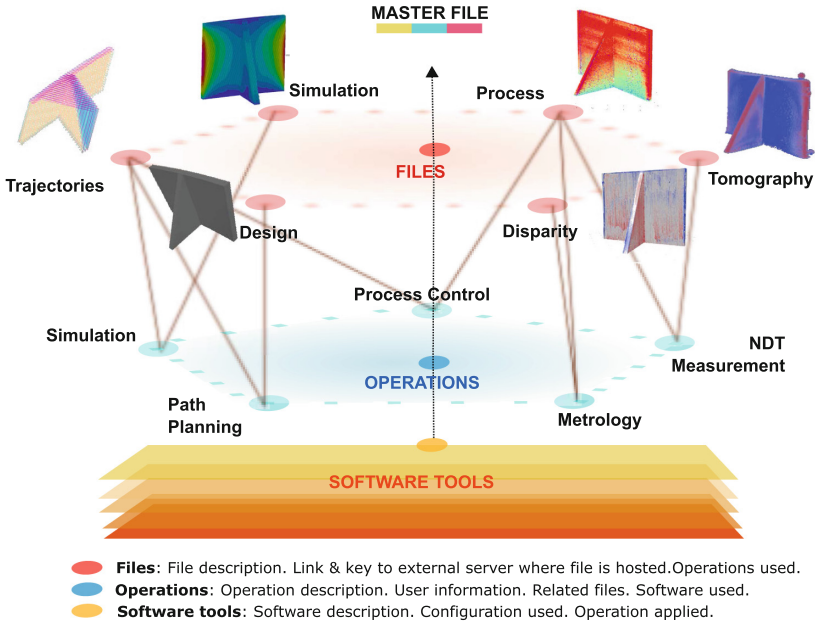 MASTER FILE
Simulation
Process
Trajectories
FILES
Tomography
Design
Disparity
Process Control
Simulation
NDT
Measurement
OPERATIONS
Path
Planning
Metrology
SOFTWARE TOOLS
Files: File description. Link & key to external server where file is hosted.Operations used.
Operations: Operation description. User information. Related files. Software used.
Software tools: Software description. Configuration used. Operation applied.